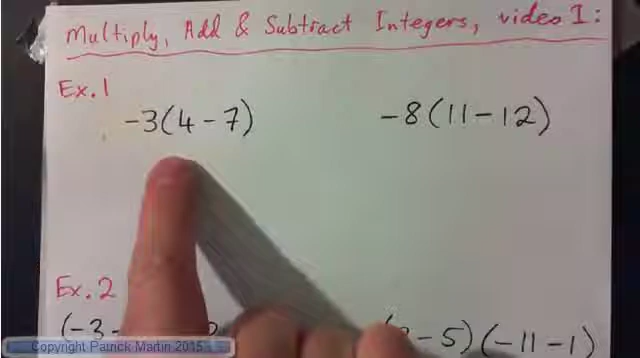 Multiply, Add & Subtract Integers, video 1:
Ex.1
-3(4-7) -8(11-12)
Ex.2
-5)(-11-1)
Copyright Patrick Martin 2015